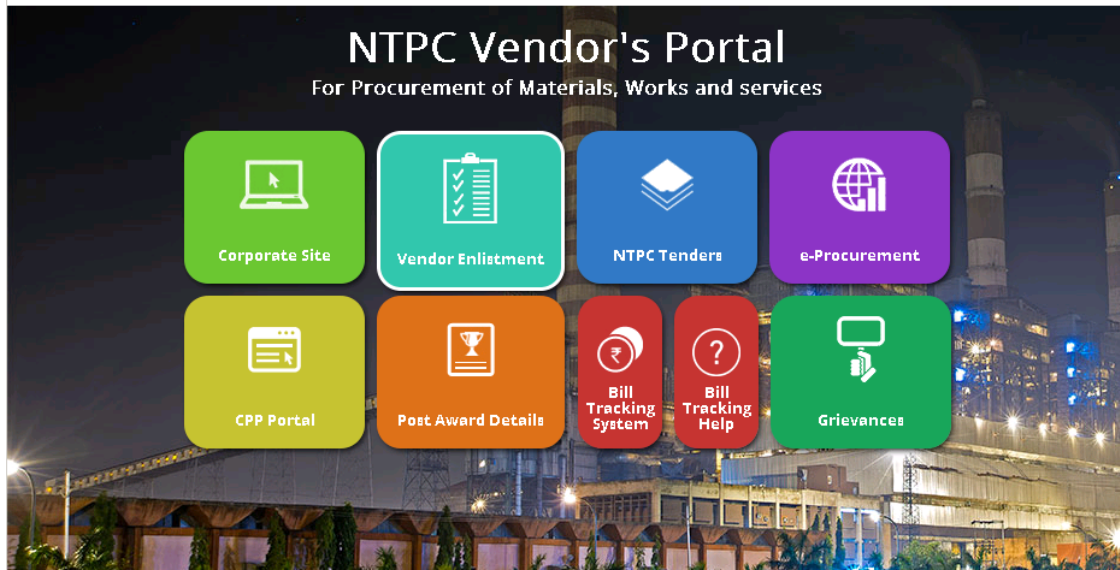 NTPC Vendor's Portal
For Procurement of Materials, Works and services
Corporate Site
Vendor Enlistment
NTPC Tenders
e-Procurement
CPP Portal
Post Award Details
₹
Bill
Tracking
System
?
Bill
Tracking
Help
Grievances